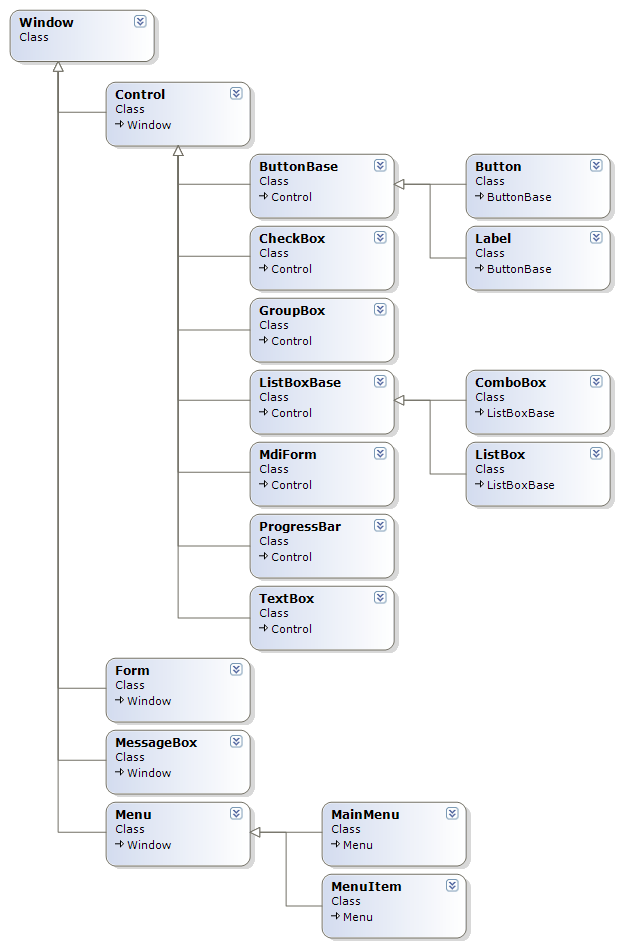 Window
Class
Control
Class
Window
ButtonBase
Class
Control
Button
Class
ButtonBase
CheckBox
Class
Control
Label
Class
ButtonBase
GroupBox
Class
Control
ListBoxBase
Class
Control
ComboBox
Class
ListBoxBase
MdiForm
Class
Control
ListBox
Class
ListBoxBase
ProgressBar
Class
Control
TextBox
Class
Control
Form
Class
Window
MessageBox
Class
Window
Menu
Class
Window
MainMenu
Class
Menu
MenuItem
Class
Menu